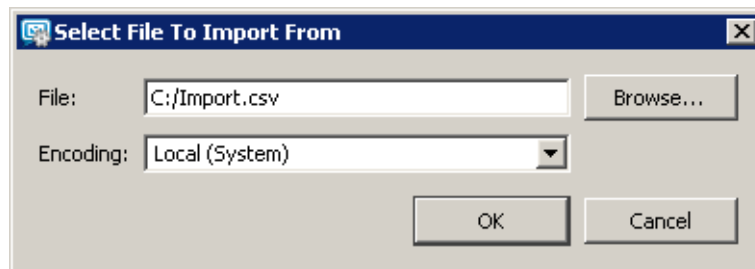 Select File To Import From
File: C:/Import.csv Browse...
Encoding: Local (System)
OK Cancel